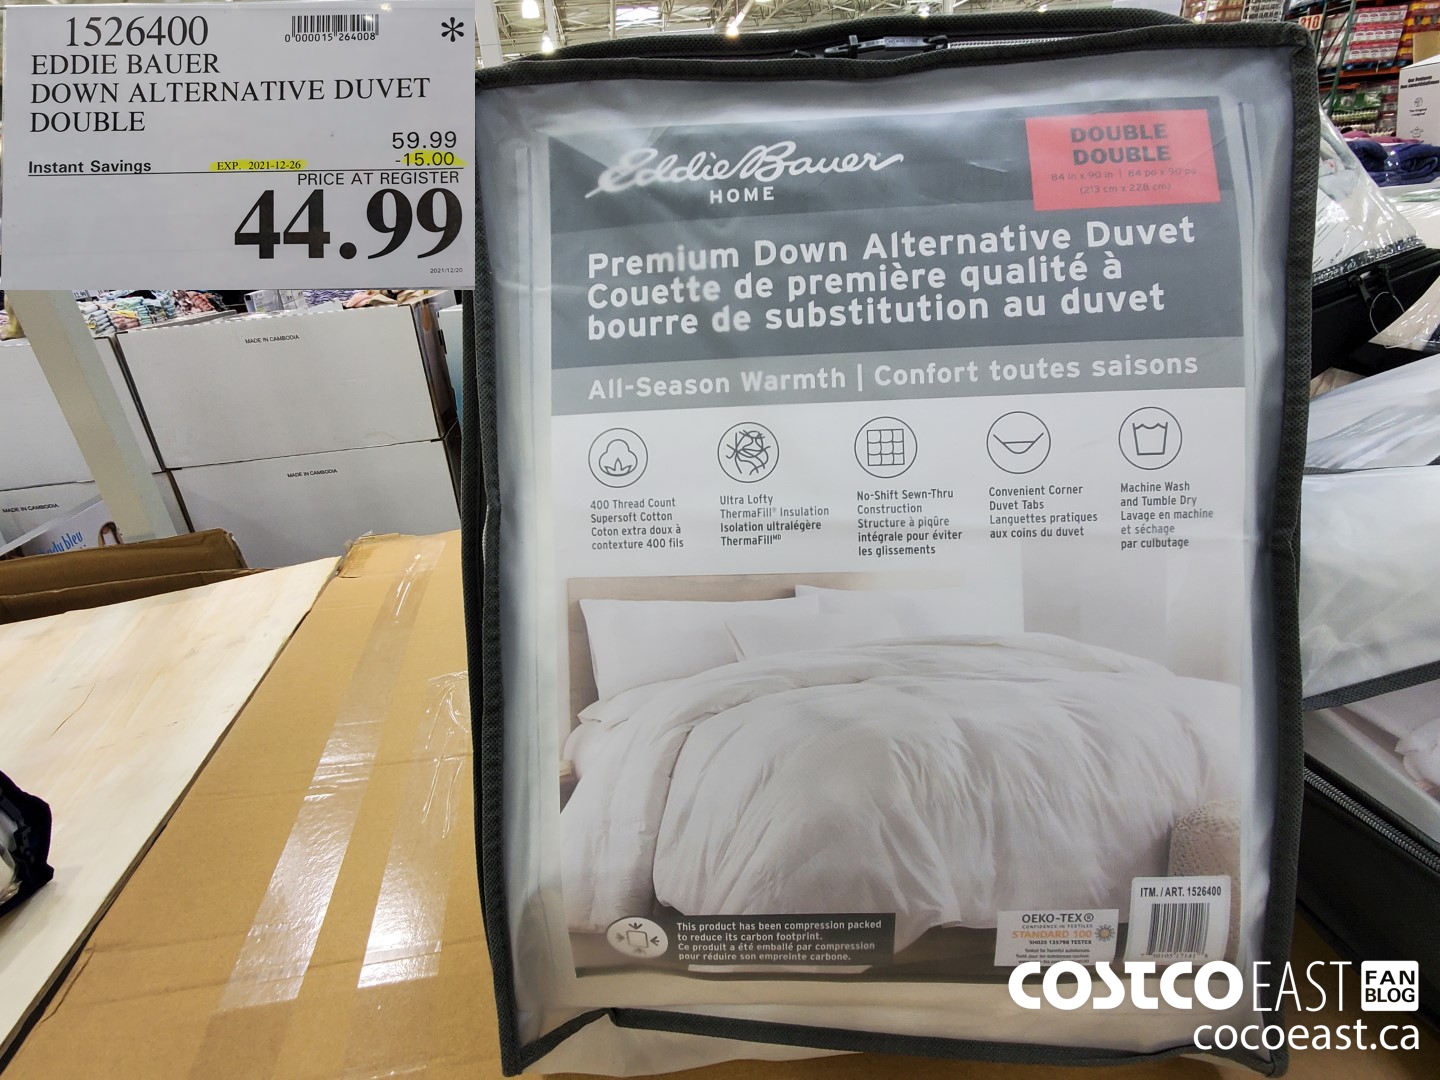 1526400
0 000015 264008
*
EDDIE BAUER
DOWN ALTERNATIVE DUVET
DOUBLE
59.99
Instant Savings EXP. 2021-12-26 -15.00
PRICE AT REGISTER
44.99
2021/12/20
MADE IN CAMBODIA
MADE IN CAMBODIA
MADE IN CAMBODIA
Eddie Bauer
HOME
DOUBLE
DOUBLE
84 in x 90 in | 84 po x 90 po
(213 cm x 228 cm)
Premium Down Alternative Duvet
Couette de première qualité à
bourre de substitution au duvet
All-Season Warmth | Confort toutes saisons
400 Thread Count
Supersoft Cotton
Coton extra doux à
contexture 400 fils
Ultra Lofty
ThermaFill® Insulation
Isolation ultralégère
ThermaFillMD
No-Shift Sewn-Thru
Construction
Structure à piqûre
intégrale pour éviter
les glissements
Convenient Corner
Duvet Tabs
Languettes pratiques
aux coins du duvet
Machine Wash
and Tumble Dry
Lavage en machine
et séchage
par culbutage
This product has been compression packed
to reduce its carbon footprint.
Ce produit a été emballé par compression
pour réduire son empreinte carbone.
OEKO-TEX®
CONFIDENCE IN TEXTILES
STANDARD 100
ITM. / ART. 1526400
210
COSTCO EAST FAN BLOG
cocoeast.ca